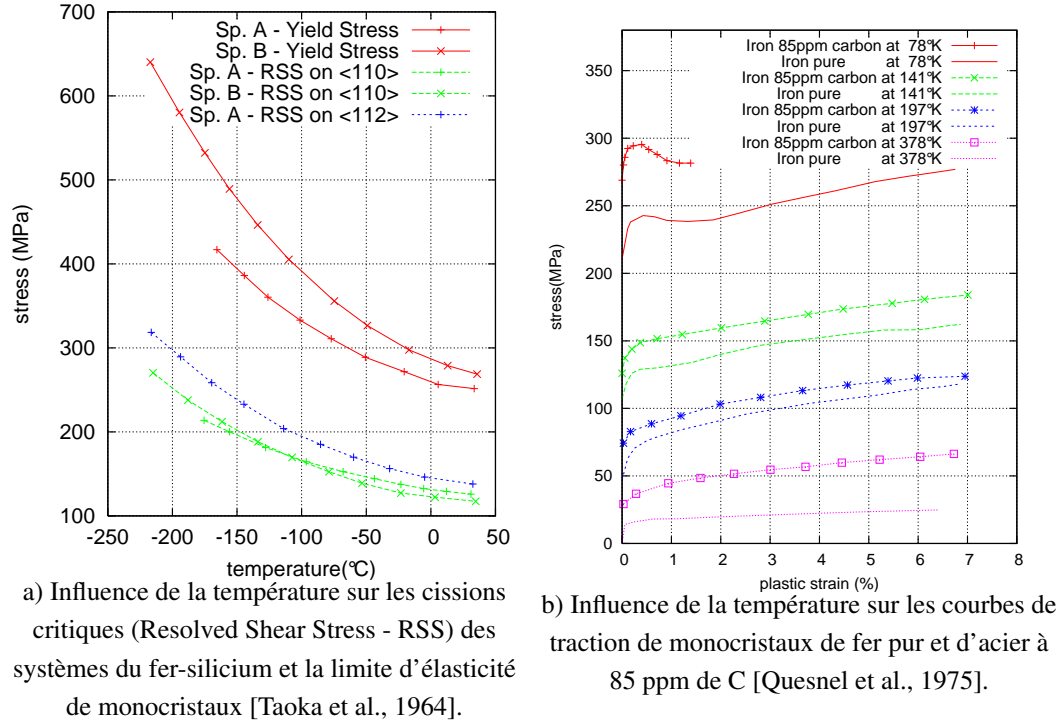 700
600
500
400
300
200
100
-250
-200
-150
-100
-50
0
50
stress (MPa)
temperature(°C)
Sp. A - Yield Stress
Sp. B - Yield Stress
Sp. A - RSS on <110>
Sp. B - RSS on <110>
Sp. A - RSS on <112>
a) Influence de la température sur les cissions
critiques (Resolved Shear Stress - RSS) des
systèmes du fer-silicium et la limite d'élasticité
de monocristaux [Taoka et al., 1964].
350
300
250
200
150
100
50
0
0
1
2
3
4
5
6
7
8
stress(MPa)
plastic strain (%)
Iron 85ppm carbon at 78°K
Iron pure at 78°K
Iron 85ppm carbon at 141°K
Iron pure at 141°K
Iron 85ppm carbon at 197°K
Iron pure at 197°K
Iron 85ppm carbon at 378°K
Iron pure at 378°K
b) Influence de la température sur les courbes de
traction de monocristaux de fer pur et d'acier à
85 ppm de C [Quesnel et al., 1975].